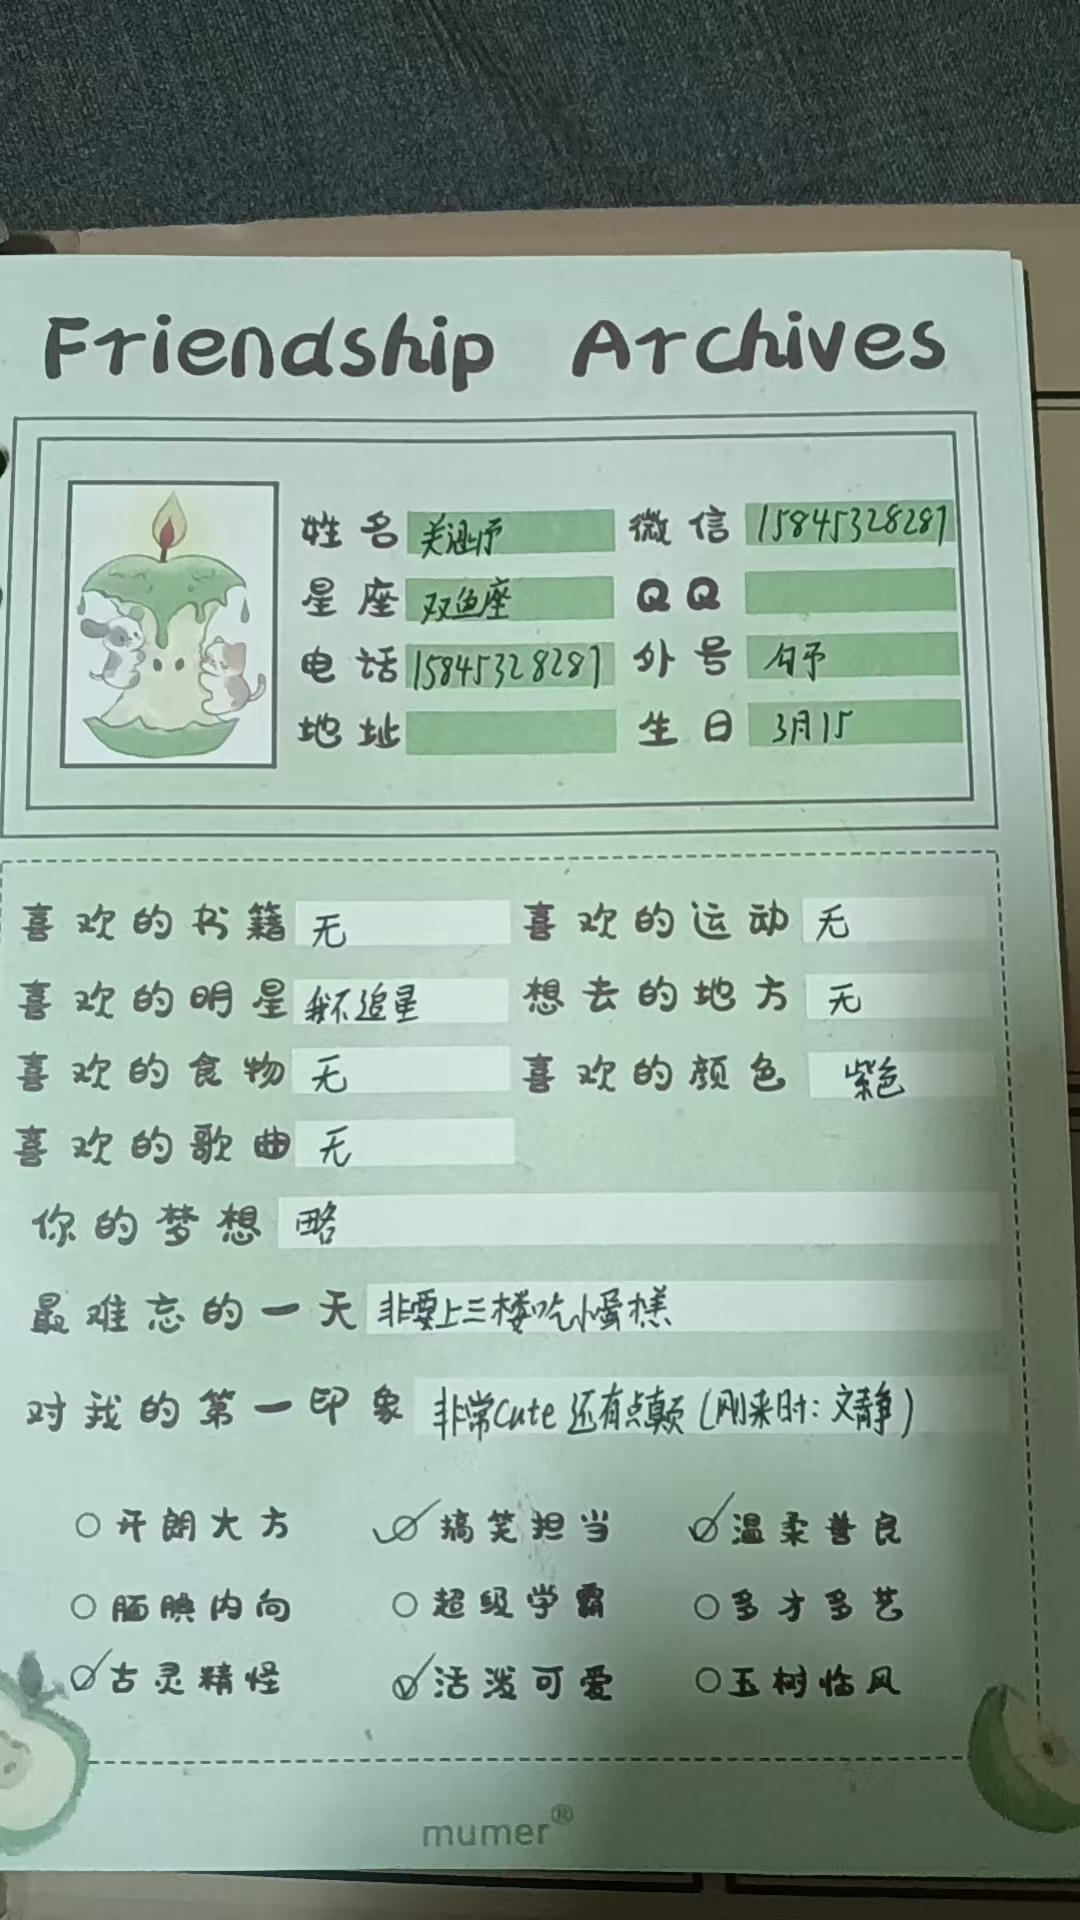 Friendship Archives
姓名 关涵予 微信 15845328287
星座 双鱼座 QQ
电话 15845328287 外号
地址 生日 3月15
喜欢的书籍 无 喜欢的运动 无
喜欢的明星 我不追星 想去的地方 无
喜欢的食物 无 喜欢的颜色 紫色
喜欢的歌曲 无
你的梦想 略
最难忘的一天 非要上三楼吃小蛋糕
对我的第一印象 非常Cute 还有点颠(刚来时:文静)
开朗大方 搞笑担当 温柔善良
腼腆内向 超级学霸 多才多艺
古灵精怪 活泼可爱 玉树临风
mumer®